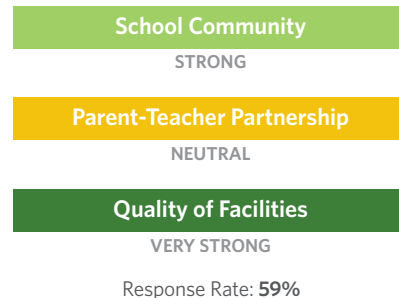 School Community
STRONG
Parent-Teacher Partnership
NEUTRAL
Quality of Facilities
VERY STRONG
Response Rate: 59%